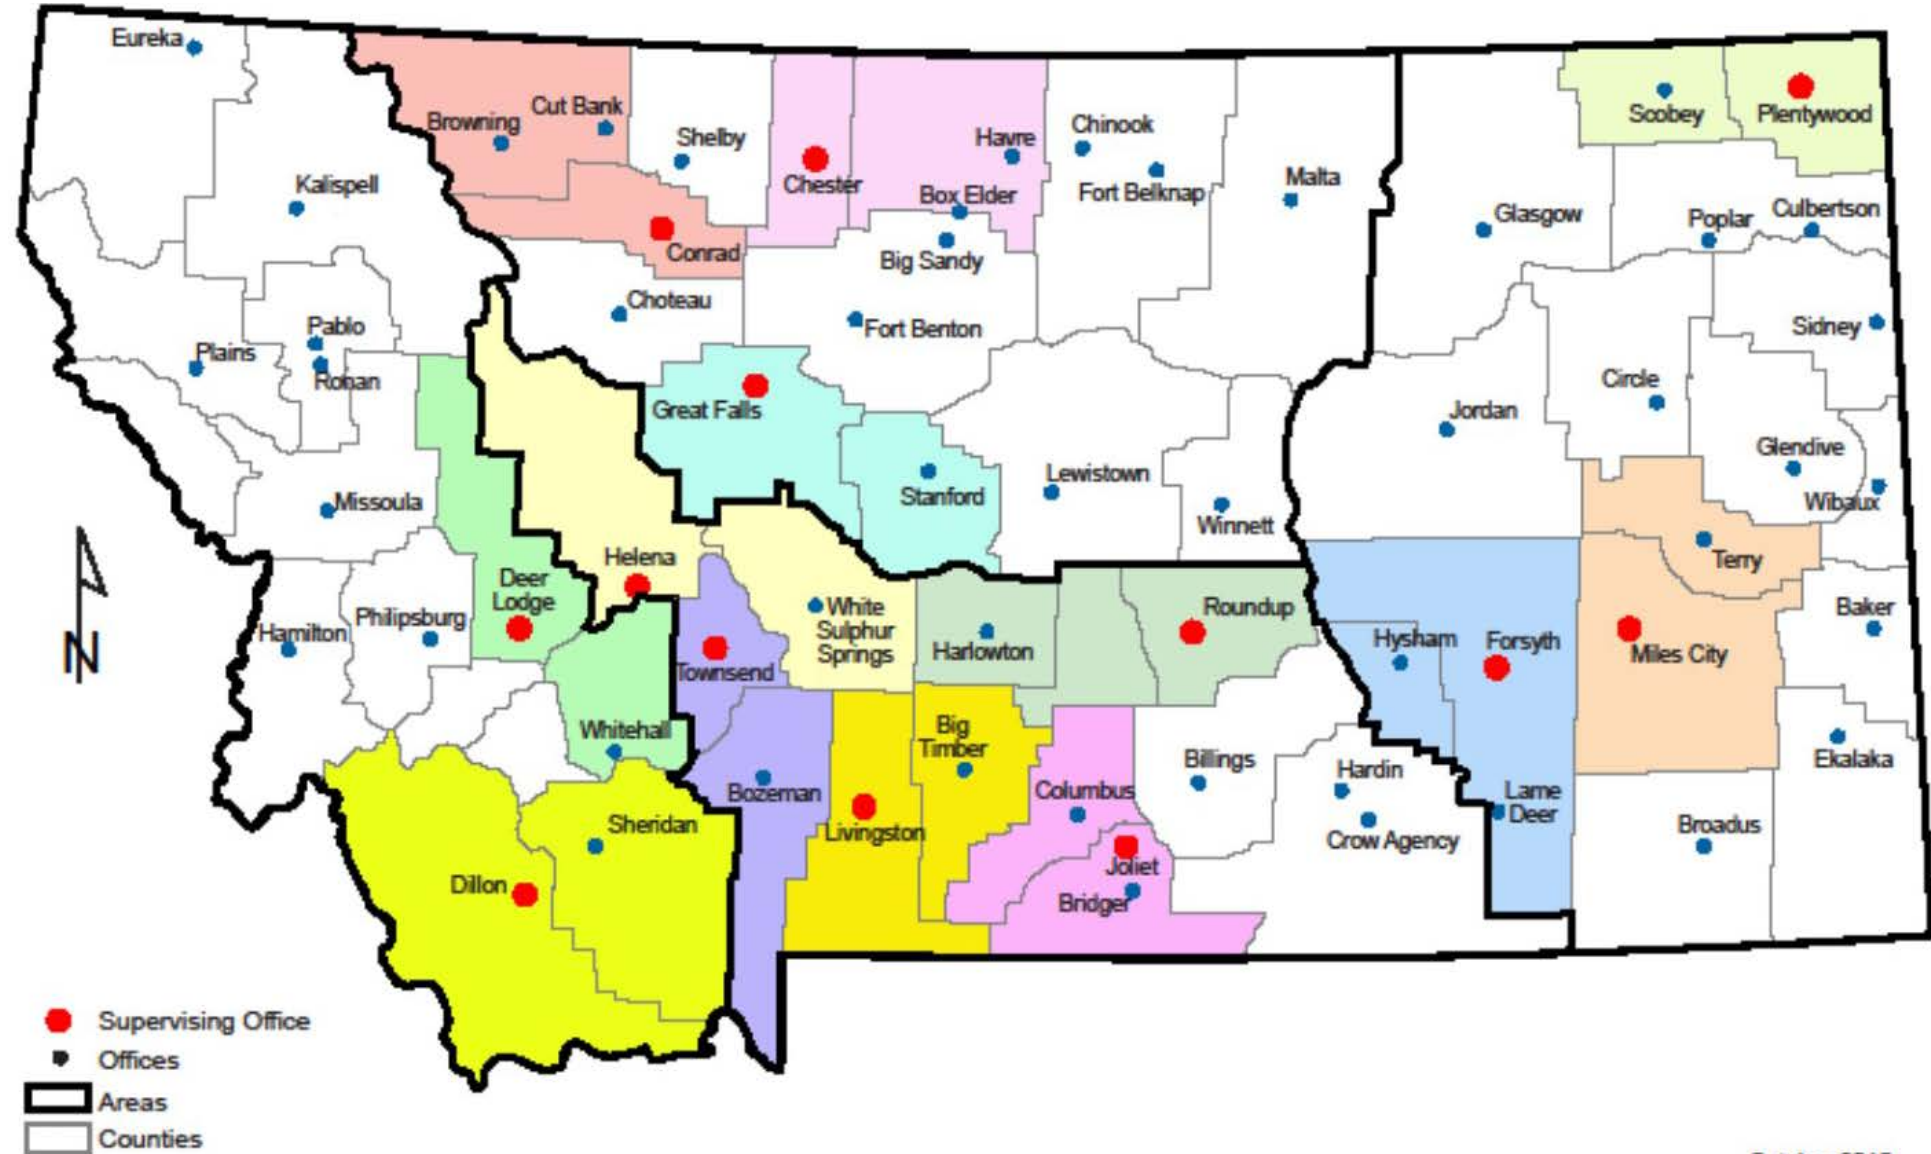 Eureka
Browning
Cut Bank
Shelby
Chester
Havre
Box Elder
Chinook
Fort Belknap
Malta
Scobey
Plentywood
Kalispell
Conrad
Big Sandy
Glasgow
Poplar
Culbertson
Choteau
Fort Benton
Pablo
Plains
Ronan
Sidney
Great Falls
Circle
Jordan
Stanford
Lewistown
Winnett
Glendive
Wibaux
Missoula
Helena
Terry
Deer
Lodge
Philipsburg
Hamilton
White
Sulphur
Springs
Harlowton
Roundup
Hysham
Forsyth
Miles City
Baker
Townsend
Whitehall
Big
Timber
Bozeman
Livingston
Columbus
Billings
Hardin
Crow Agency
Lame
Deer
Ekalaka
Broadus
Sheridan
Dillon
Joliet
Bridger
N
Supervising Office
Offices
Areas
Counties